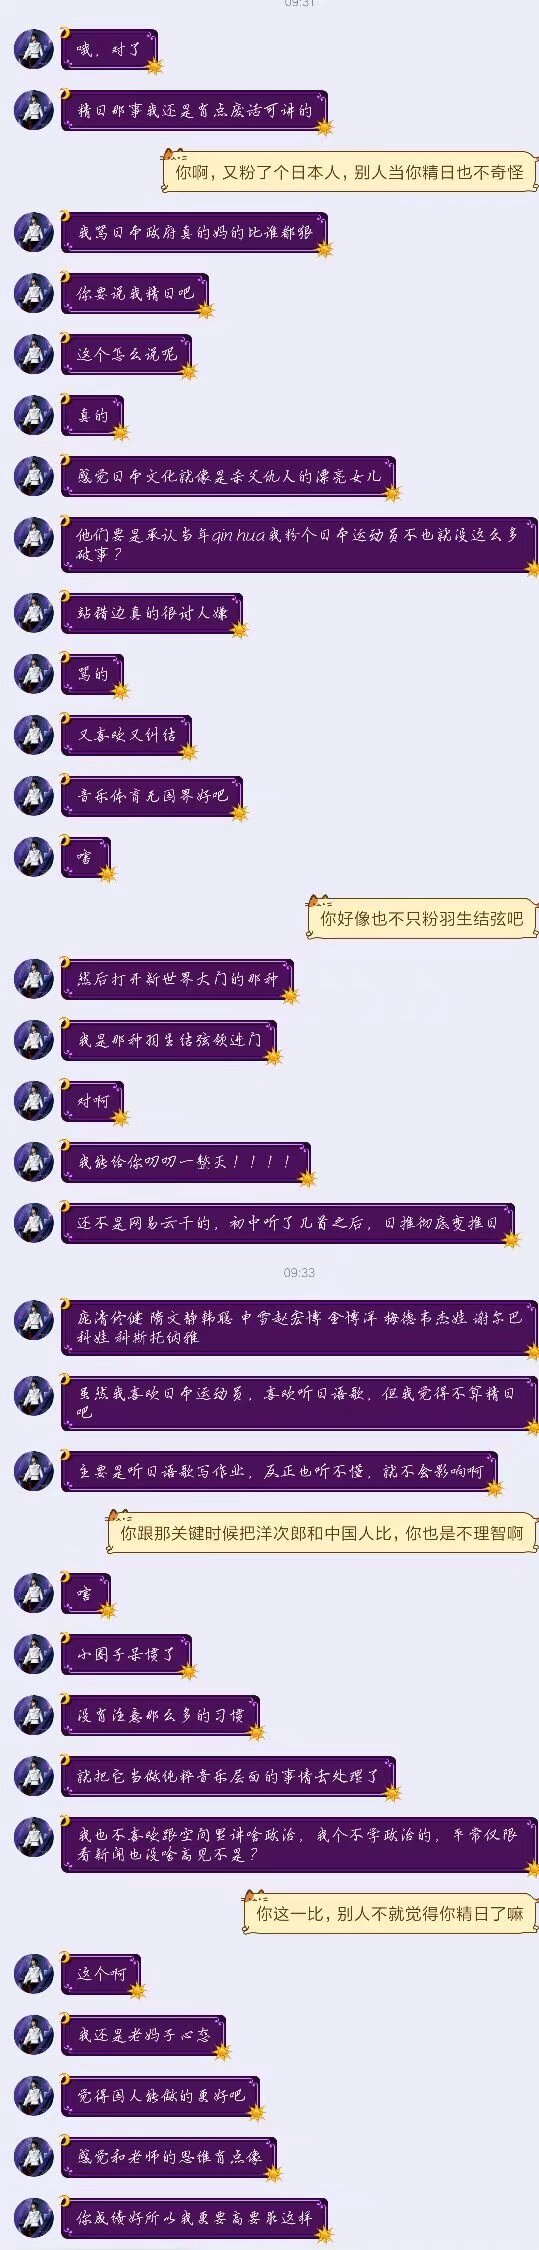 09:31
哦，对了
精日那事我还是有点废话可讲的
你啊，又粉了个日本人，别人当你精日也不奇怪
我骂日本政府真的妈的比谁都狠
你要说我精日吧
这个怎么说呢
真的
感觉日本文化就像是杀父仇人的漂亮女儿
他们要是承认当年qin hua我粉个日本运动员不也就没这么多
破事？
站错边真的很讨人嫌
骂的
又喜欢又纠结
音乐体育无国界好吧
啥
你好像也不只粉羽生结弦吧
然后打开新世界大门的那种
我是那种羽生结弦领进门
对啊
我能给你叨叨一整天！！！！
还不是网易云干的，初中听了几首之后，日推彻底变推日
09:33
庞清佟健 隋文静韩聪 申雪赵宏博 金博洋 梅德韦杰娃 谢尔巴
科娃 科斯托纳雅
虽然我喜欢日本运动员，喜欢听日语歌，但我觉得不算精日
吧
主要是听日语歌写作业，反正也听不懂，就不会影响啊
你跟那关键时候把洋次郎和中国人比，你也是不理智啊
啥
小圈子呆惯了
没有注意那么多的习惯
就把它当做纯粹音乐层面的事情去处理了
我也不喜欢跟空间里讲啥政治，我个不学政治的，平常仅限
看新闻也没啥高见不是？
你这一比，别人不就觉得你精日了嘛
这个啊
我还是老妈子心态
觉得国人能做的更好吧
感觉和老师的思维有点像
你成绩好所以我更要高要求这样